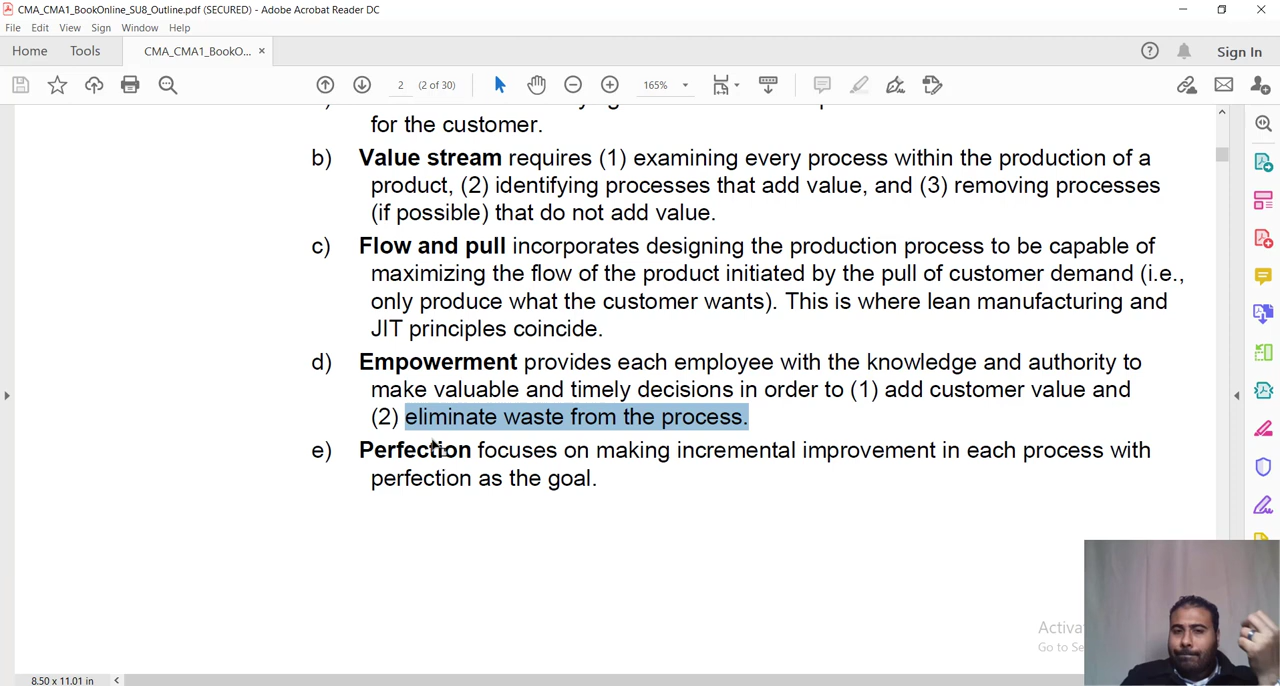 CMA_CMA1_BookOnline_SU8_Outline.pdf (SECURED) - Adobe Acrobat Reader DC
File Edit View Sign Window Help
Home Tools CMA_CMA1_BookO... × Sign In
2 (2 of 30) 165%
for the customer.
b) Value stream requires (1) examining every process within the production of a
product, (2) identifying processes that add value, and (3) removing processes
(if possible) that do not add value.
c) Flow and pull incorporates designing the production process to be capable of
maximizing the flow of the product initiated by the pull of customer demand (i.e.,
only produce what the customer wants). This is where lean manufacturing and
JIT principles coincide.
d) Empowerment provides each employee with the knowledge and authority to
make valuable and timely decisions in order to (1) add customer value and
(2) eliminate waste from the process.
e) Perfection focuses on making incremental improvement in each process with
perfection as the goal.
Go to
8.50 x 11.01 in